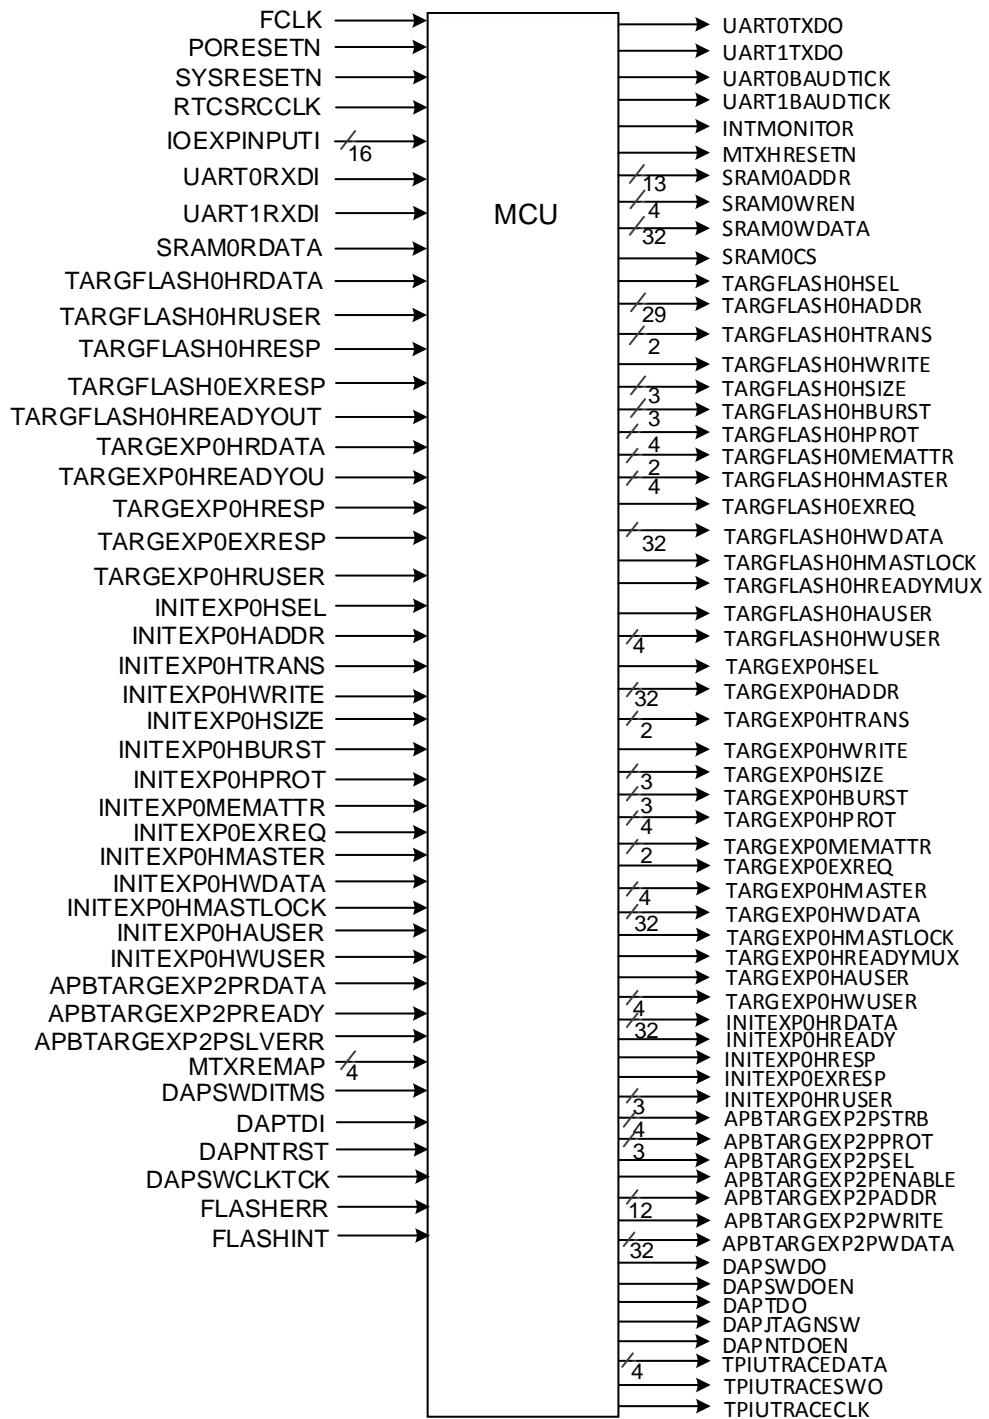 FCLK
PORESETN
SYSRESETN
RTCSRCCLK
IOEXPINPUTI
16
UART0RXDI
UART1RXDI
SRAM0RDATA
TARGFLASH0HRDATA
TARGFLASH0HRUSER
TARGFLASH0HRESP
TARGFLASH0EXRESP
TARGFLASH0HREADYOUT
TARGEXP0HRDATA
TARGEXP0HREADYOU
TARGEXP0HRESP
TARGEXP0EXRESP
TARGEXP0HRUSER
INITEXP0HSEL
INITEXP0HADDR
INITEXP0HTRANS
INITEXP0HWRITE
INITEXP0HSIZE
INITEXP0HBURST
INITEXP0HPROT
INITEXP0MEMATTR
INITEXP0EXREQ
INITEXP0HMASTER
INITEXP0HWDATA
INITEXP0HMASTLOCK
INITEXP0HAUSER
INITEXP0HWUSER
APBTARGEXP2PRDATA
APBTARGEXP2PREADY
APBTARGEXP2PSLVERR
MTXREMAP
4
DAPSWDITMS
DAPTDI
DAPNTRST
DAPSWCLKTCK
FLASHERR
FLASHINT
MCU
UART0TXDO
UART1TXDO
UART0BAUDTICK
UART1BAUDTICK
INTMONITOR
MTXHRESETN
SRAM0ADDR
13
SRAM0WREN
4
SRAM0WDATA
32
SRAM0CS
TARGFLASH0HSEL
TARGFLASH0HADDR
29
TARGFLASH0HTRANS
2
TARGFLASH0HWRITE
TARGFLASH0HSIZE
3
TARGFLASH0HBURST
3
TARGFLASH0HPROT
4
TARGFLASH0MEMATTR
2
TARGFLASH0HMASTER
4
TARGFLASH0EXREQ
TARGFLASH0HWDATA
32
TARGFLASH0HMASTLOCK
TARGFLASH0HREADYMUX
TARGFLASH0HAUSER
TARGFLASH0HWUSER
4
TARGEXP0HSEL
TARGEXP0HADDR
32
TARGEXP0HTRANS
2
TARGEXP0HWRITE
TARGEXP0HSIZE
3
TARGEXP0HBURST
3
TARGEXP0HPROT
4
TARGEXP0MEMATTR
2
TARGEXP0EXREQ
TARGEXP0HMASTER
4
TARGEXP0HWDATA
32
TARGEXP0HMASTLOCK
TARGEXP0HREADYMUX
TARGEXP0HAUSER
TARGEXP0HWUSER
4
INITEXP0HRDATA
32
INITEXP0HREADY
INITEXP0HRESP
INITEXP0EXRESP
INITEXP0HRUSER
3
APBTARGEXP2PSTRB
4
APBTARGEXP2PPROT
3
APBTARGEXP2PSEL
APBTARGEXP2PENABLE
APBTARGEXP2PADDR
12
APBTARGEXP2PWRITE
APBTARGEXP2PWDATA
32
DAPSWDO
DAPSWDOEN
DAPTDO
DAPJTAGNSW
DAPNTDOEN
TPIUTRACEDATA
4
TPIUTRACESWO
TPIUTRACECLK